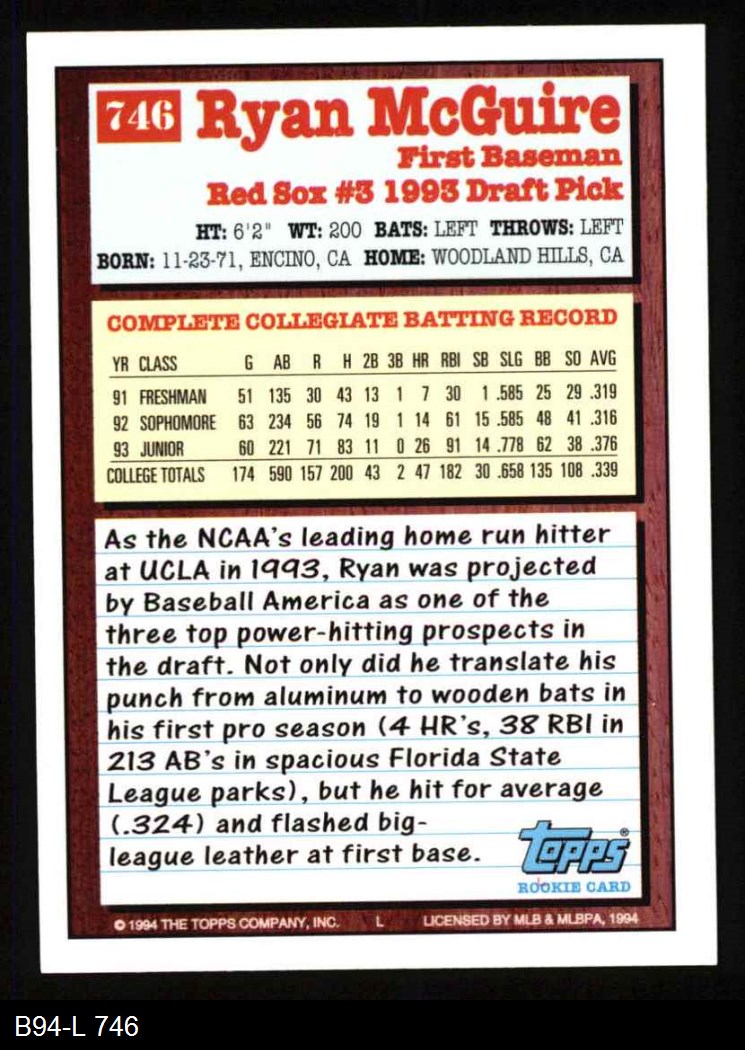 746 Ryan McGuire
First Baseman
Red Sox #3 1993 Draft Pick
HT: 6'2" WT: 200 BATS: LEFT THROWS: LEFT
BORN: 11-23-71, ENCINO, CA HOME: WOODLAND HILLS, CA
COMPLETE COLLEGIATE BATTING RECORD
YR CLASS G AB R H 2B 3B HR RBI SB SLG BB SO AVG
91 FRESHMAN 51 135 30 43 13 1 7 30 1 .585 25 29 .319
92 SOPHOMORE 63 234 56 74 19 1 14 61 15 .585 48 41 .316
93 JUNIOR 60 221 71 83 11 0 26 91 14 .778 62 38 .376
COLLEGE TOTALS 174 590 157 200 43 2 47 182 30 .658 135 108 .339
As the NCAA's leading home run hitter
at UCLA in 1993, Ryan was projected
by Baseball America as one of the
three top power-hitting prospects in
the draft. Not only did he translate his
punch from aluminum to wooden bats in
his first pro season (4 HR's, 38 RBI in
213 AB's in spacious Florida State
League parks), but he hit for average
(.324) and flashed big-
league leather at first base.
Topps®
ROOKIE CARD
© 1994 THE TOPPS COMPANY, INC. L LICENSED BY MLB & MLBPA, 1994
B94-L 746